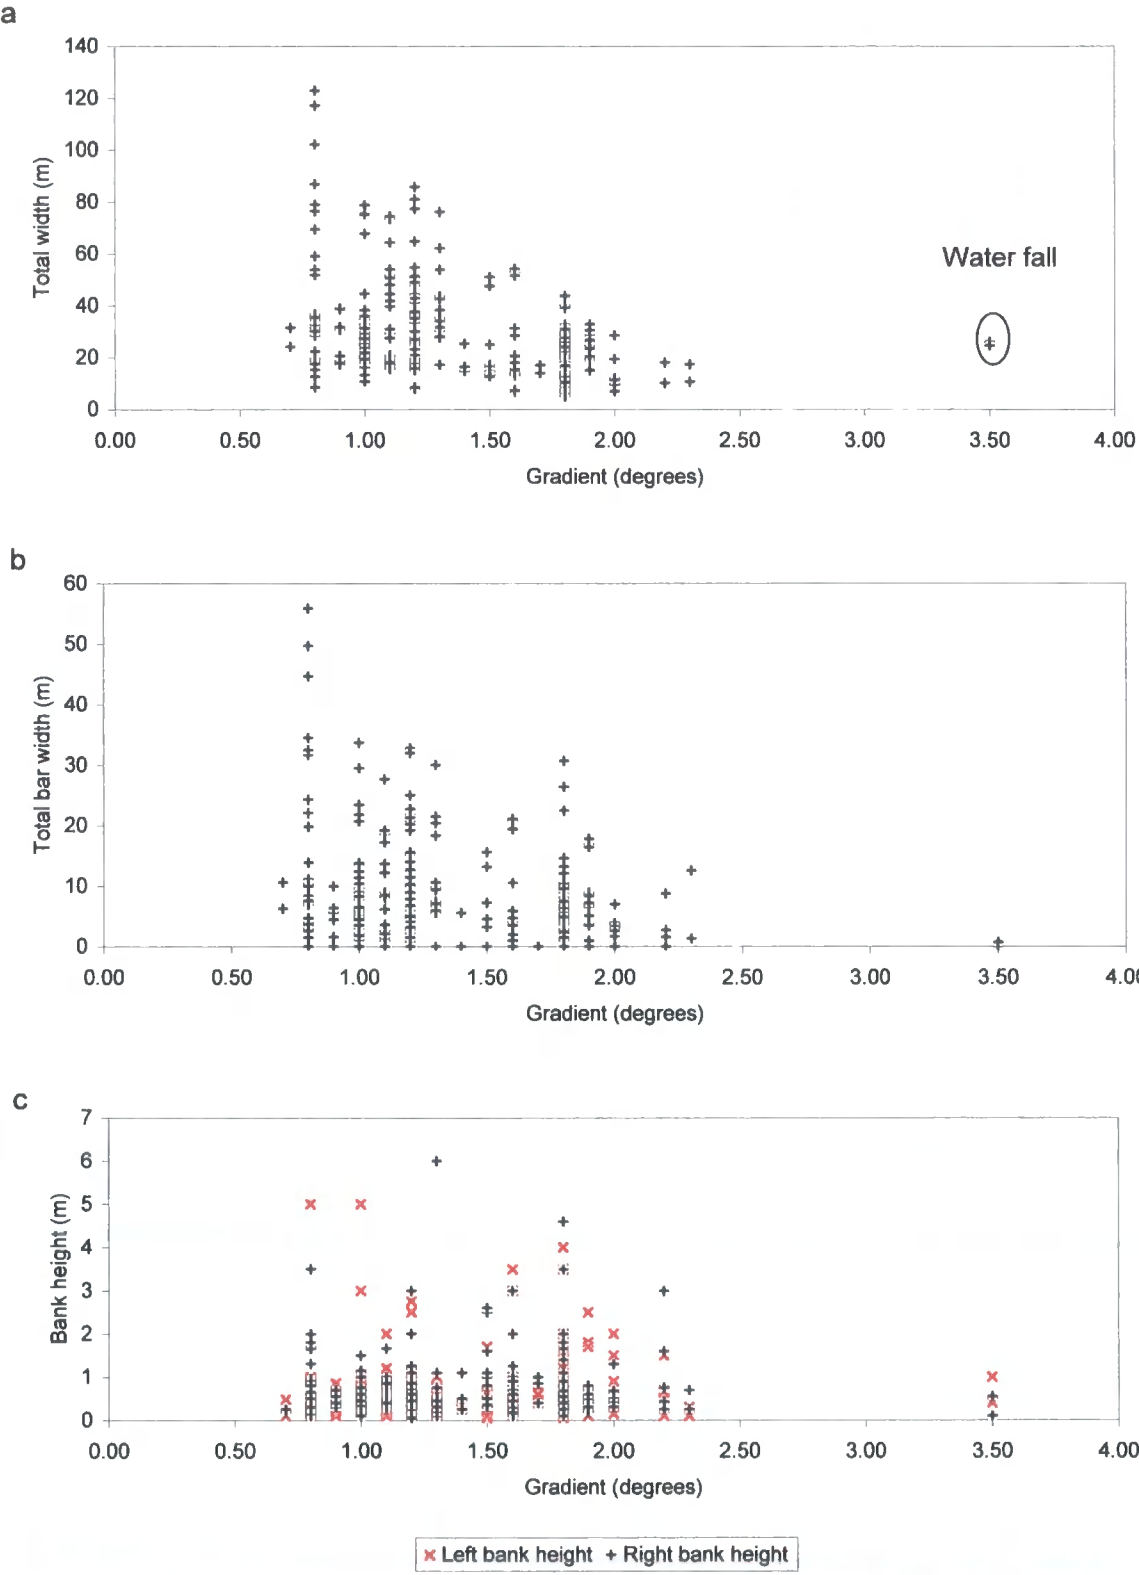 a
140
120
100
80
60
40
20
0
Total width (m)
Water fall
0.00 0.50 1.00 1.50 2.00 2.50 3.00 3.50 4.00
Gradient (degrees)
b
60
50
40
30
20
10
0
Total bar width (m)
0.00 0.50 1.00 1.50 2.00 2.50 3.00 3.50 4.00
Gradient (degrees)
c
7
6
5
4
3
2
1
0
Bank height (m)
0.00 0.50 1.00 1.50 2.00 2.50 3.00 3.50 4.00
Gradient (degrees)
Left bank height Right bank height